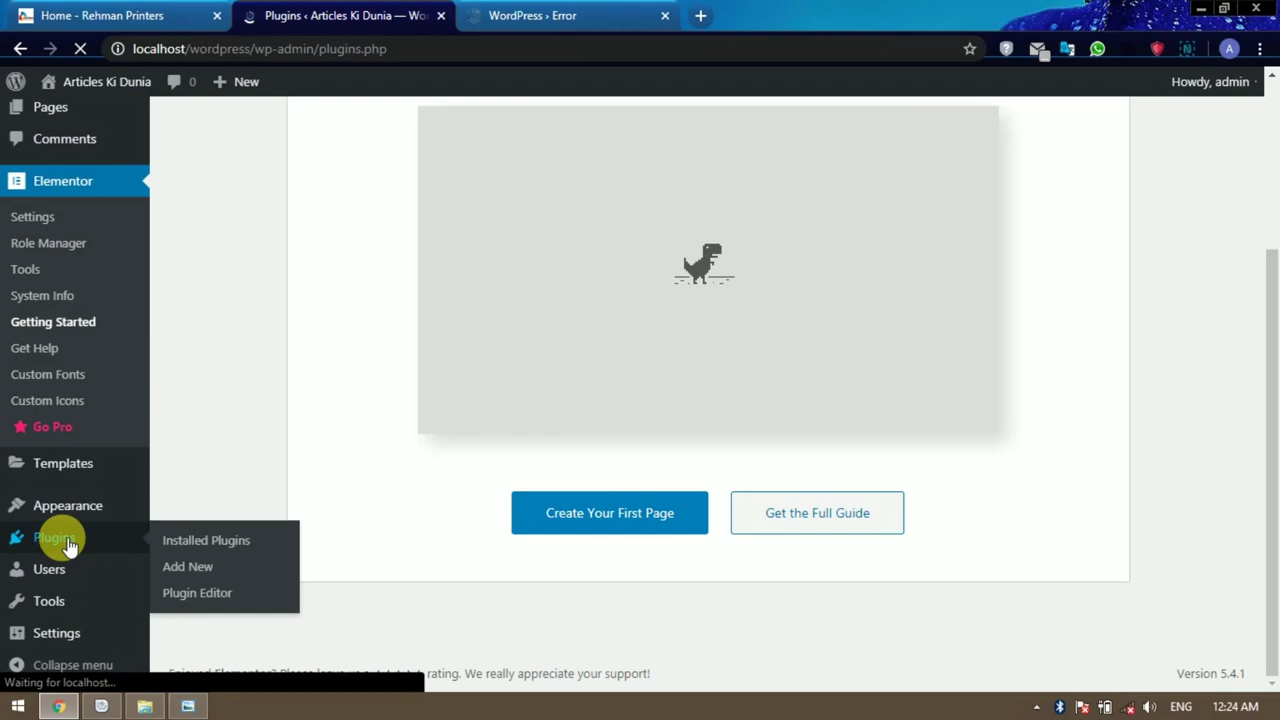 Home - Rehman Printers
Plugins ‹ Articles Ki Dunia — Wo
WordPress › Error
localhost/wordpress/wp-admin/plugins.php
A
Articles Ki Dunia
0
New
Howdy, admin
Pages
Comments
Elementor
Settings
Role Manager
Tools
System Info
Getting Started
Get Help
Custom Fonts
Custom Icons
Go Pro
Templates
Appearance
Plugins
Installed Plugins
Add New
Plugin Editor
Users
Tools
Settings
Collapse menu
Create Your First Page
Get the Full Guide
rating. We really appreciate your support!
Version 5.4.1
Waiting for localhost...
ENG
12:24 AM